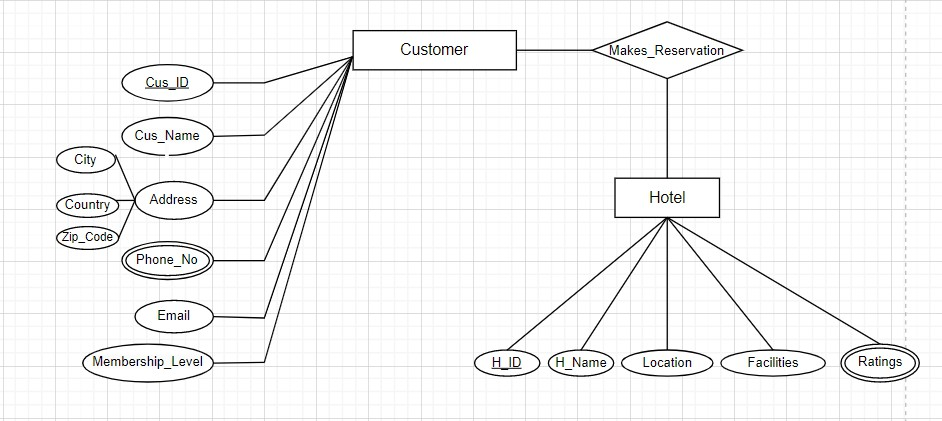 Customer
Makes_Reservation
Cus_ID
Cus_Name
City
Address
Country
Zip_Code
Phone_No
Email
Membership_Level
Hotel
H_ID
H_Name
Location
Facilities
Ratings